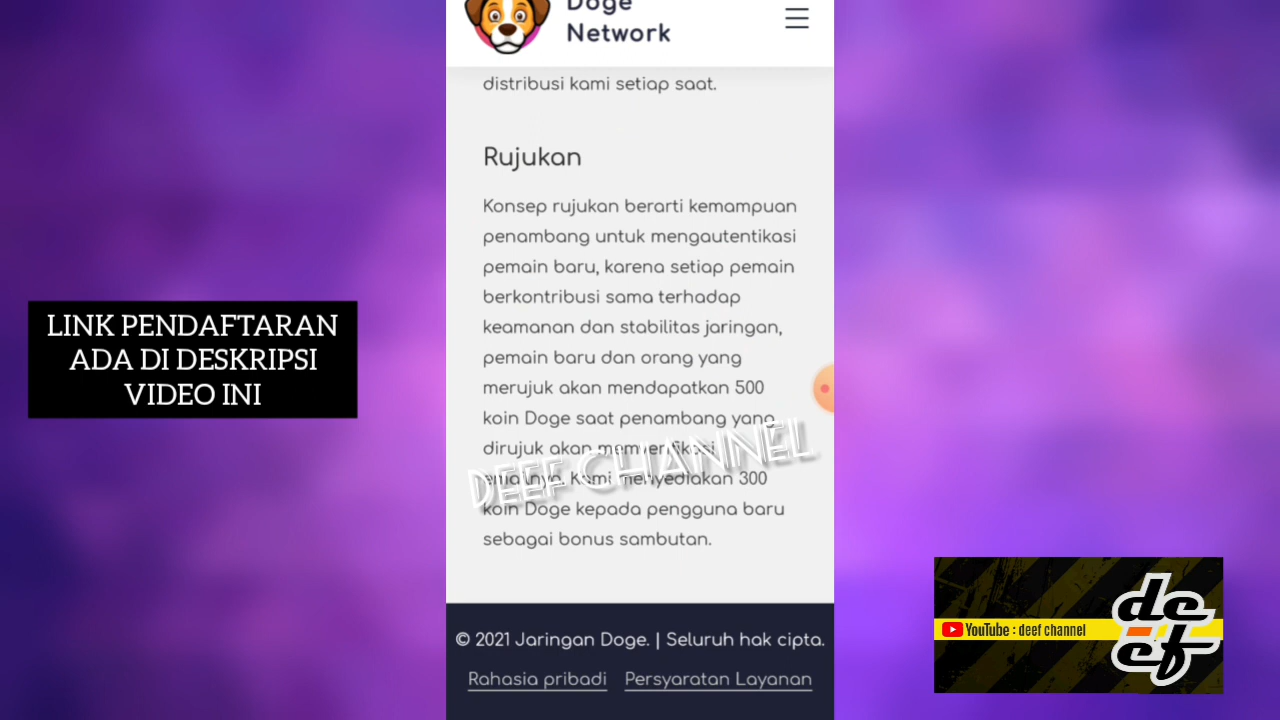 Doge
Network
distribusi kami setiap saat.
Rujukan
Konsep rujukan berarti kemampuan
penambang untuk mengautentikasi
pemain baru, karena setiap pemain
berkontribusi sama terhadap
keamanan dan stabilitas jaringan,
pemain baru dan orang yang
merujuk akan mendapatkan 500
koin Doge saat penambang yang
dirujuk akan memverifikasi
emailnya. Kami menyediakan 300
koin Doge kepada pengguna baru
sebagai bonus sambutan.
DEEF CHANNEL
© 2021 Jaringan Doge. | Seluruh hak cipta.
Rahasia pribadi Persyaratan Layanan
LINK PENDAFTARAN
ADA DI DESKRIPSI
VIDEO INI
YouTube : deef channel
deef